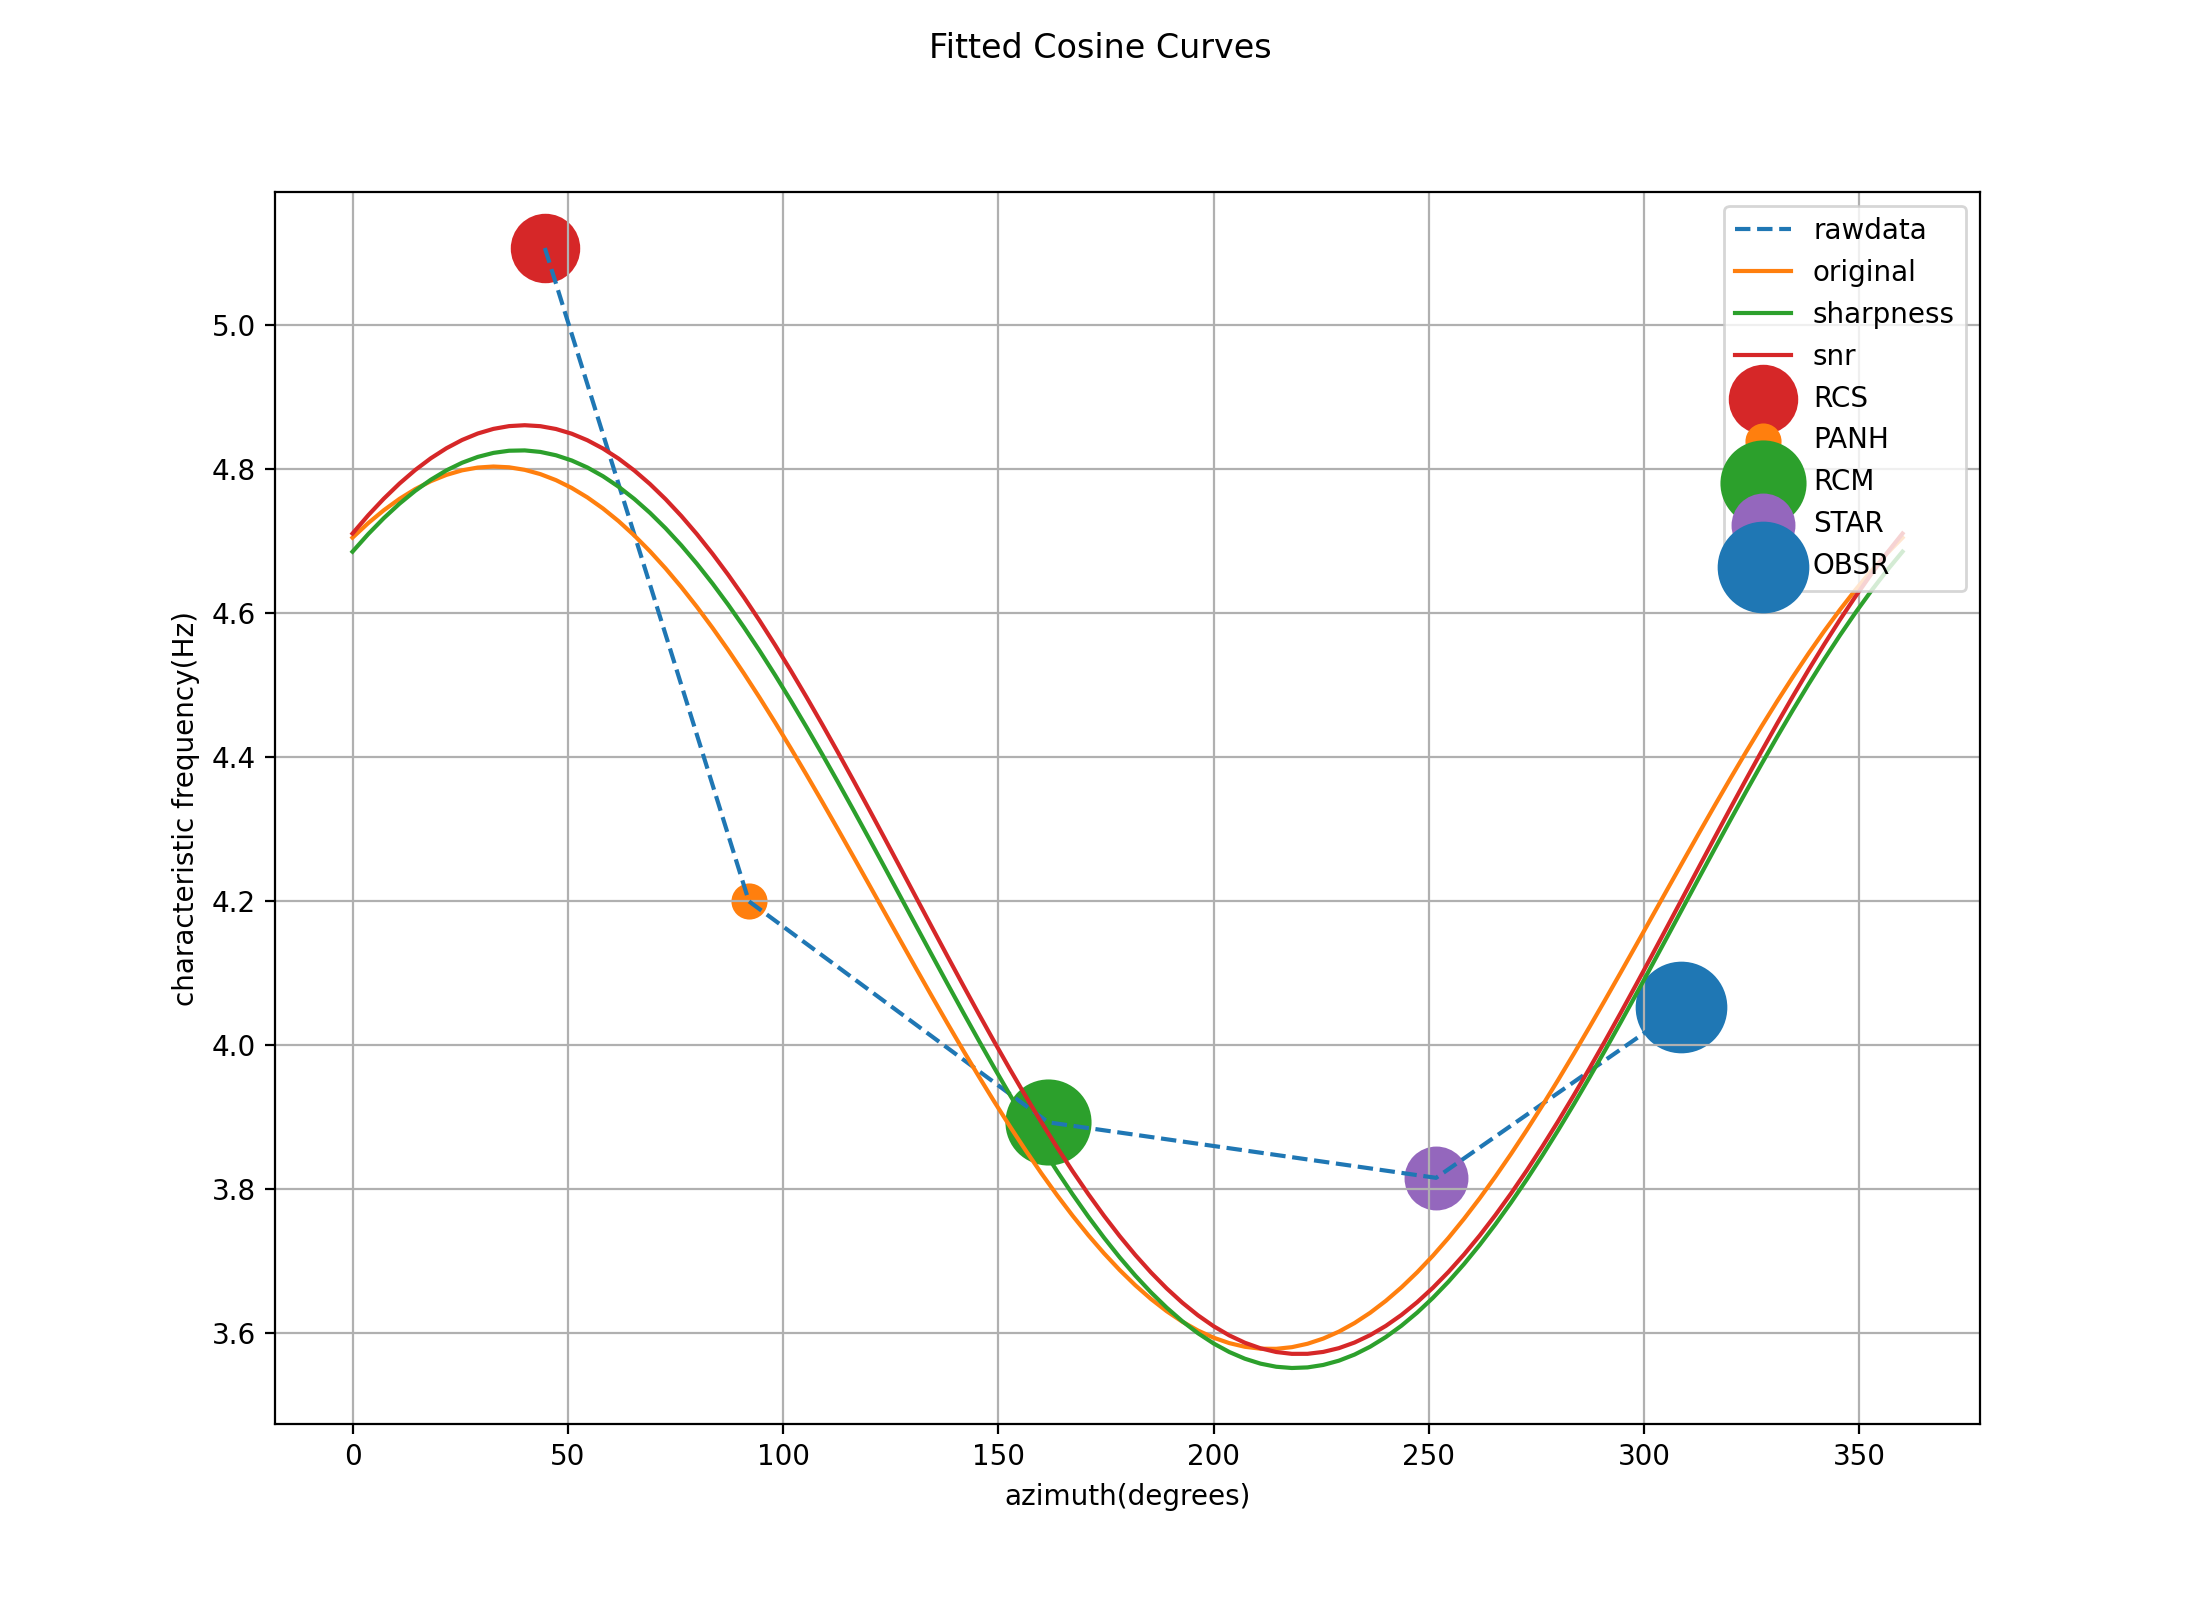 Fitted Cosine Curves
rawdata
original
sharpness
snr
RCS
PANH
RCM
STAR
OBSR
characteristic frequency(Hz)
5.0
4.8
4.6
4.4
4.2
4.0
3.8
3.6
0 50 100 150 200 250 300 350
azimuth(degrees)